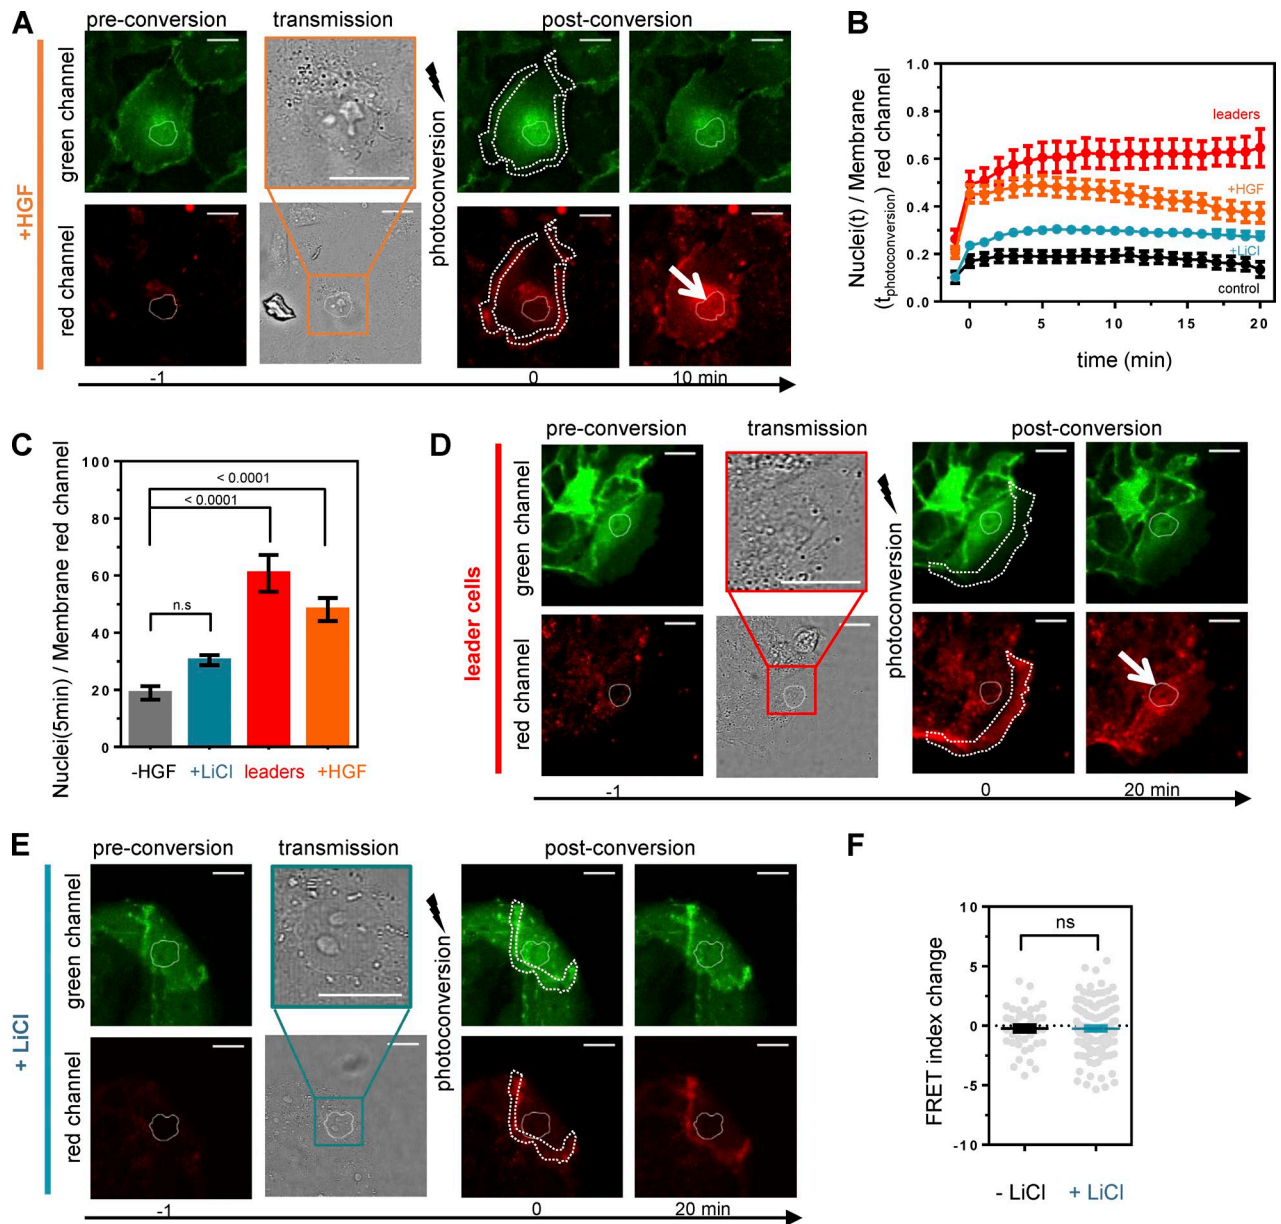 A
pre-conversion
transmission
post-conversion
+HGF
green channel
red channel
photoconversion
-1
0
10 min
B
Nuclei(t) / Membrane
(tphotoconversion) red channel
1.0
0.8
0.6
0.4
0.2
0.0
leaders
+HGF
+LiCl
control
0
5
10
15
20
time (min)
C
Nuclei(5min) / Membrane red channel
100
80
60
40
20
0
< 0.0001
< 0.0001
n.s
-HGF
+LiCl
leaders
+HGF
D
pre-conversion
transmission
post-conversion
leader cells
green channel
red channel
photoconversion
-1
0
20 min
E
pre-conversion
transmission
post-conversion
+ LiCl
green channel
red channel
photoconversion
-1
0
20 min
F
FRET index change
10
5
0
-5
-10
ns
- LiCl
+ LiCl